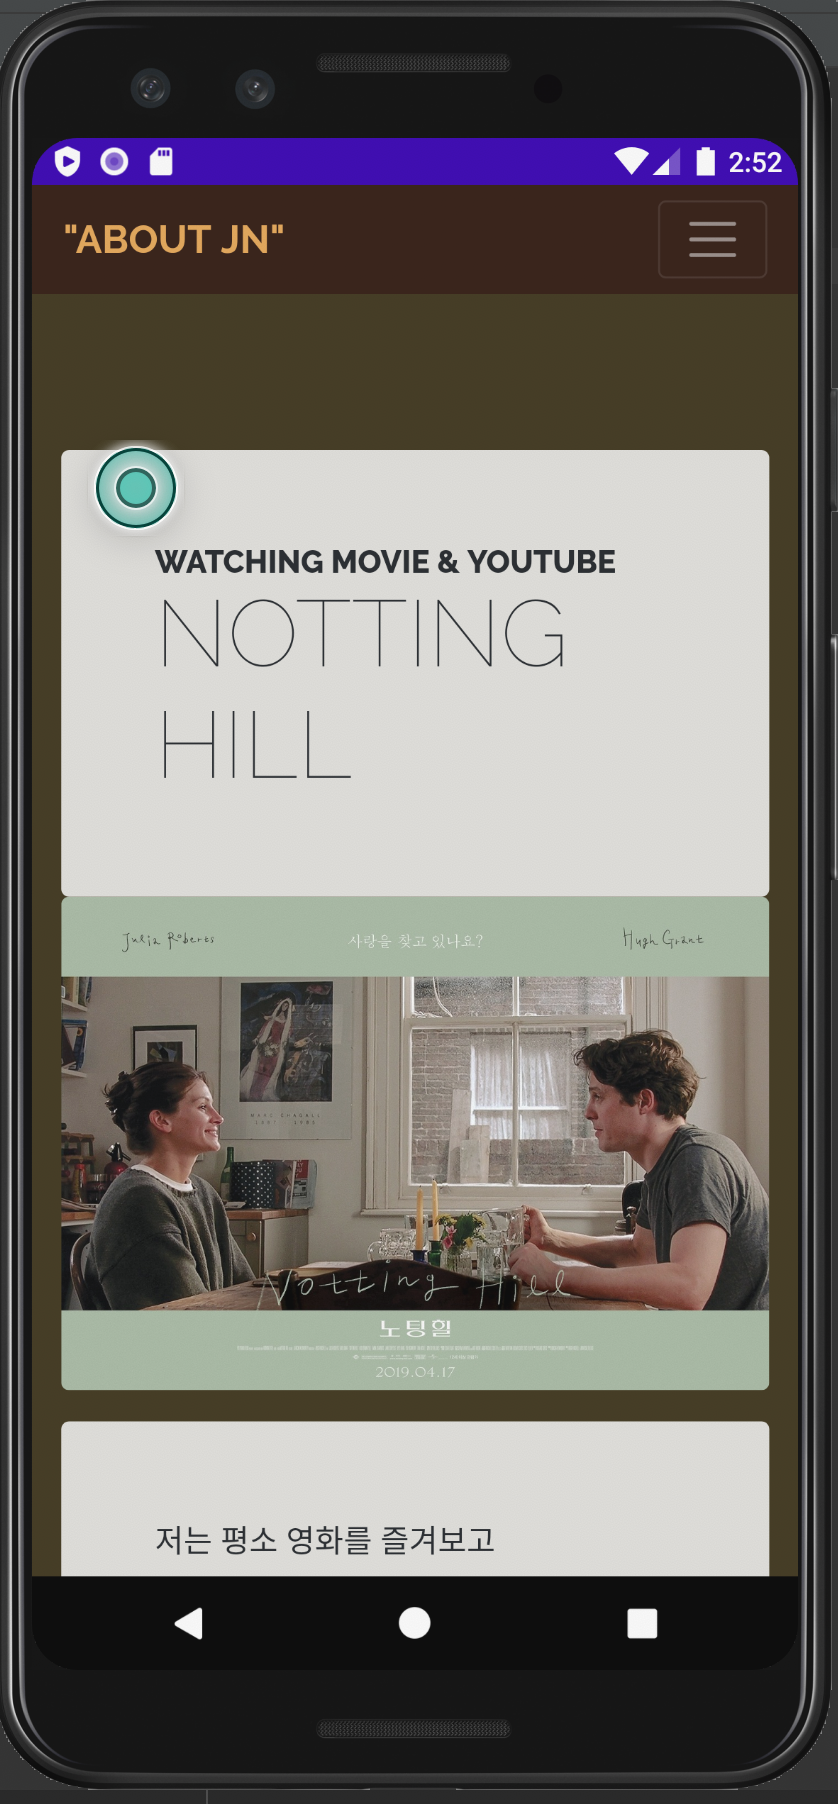 2:52
"ABOUT JN"
WATCHING MOVIE & YOUTUBE
NOTTING
HILL
Julia Roberts 사랑을 찾고 있나요? Hugh Grant
MARC CHAGALL
Notting Hill
노팅 힐
2019.04.17
저는 평소 영화를 즐겨보고